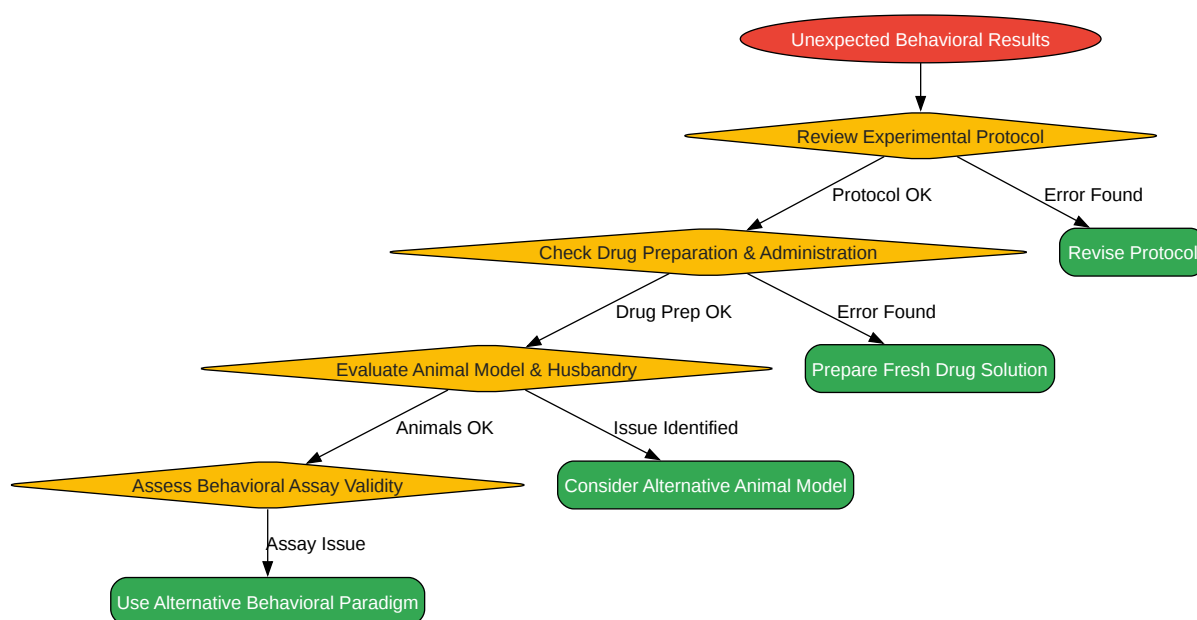 Unexpected Behavioral Results
Review Experimental Protocol
Protocol OK
Error Found
Check Drug Preparation & Administration
Revise Protocol
Drug Prep OK
Error Found
Evaluate Animal Model & Husbandry
Prepare Fresh Drug Solution
Animals OK
Issue Identified
Assess Behavioral Assay Validity
Consider Alternative Animal Model
Assay Issue
Use Alternative Behavioral Paradigm